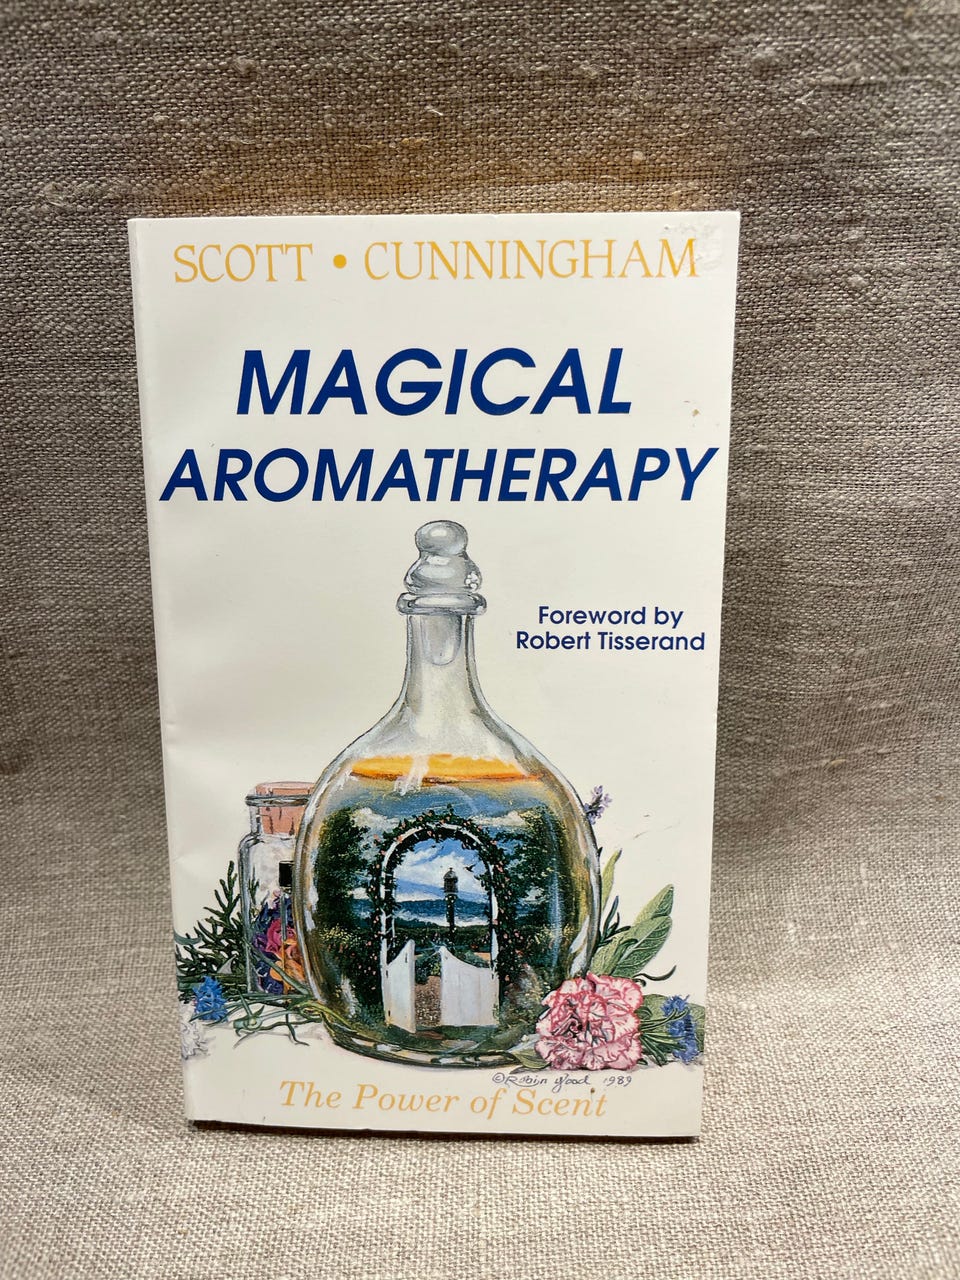 SCOTT • CUNNINGHAM
MAGICAL
AROMATHERAPY
Foreword by
Robert Tisserand
©Robin Wood 1989
The Power of Scent